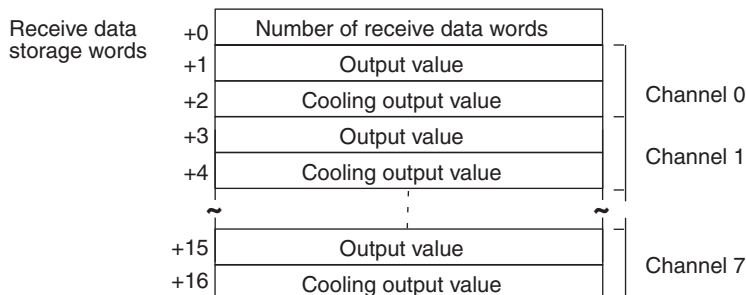 Receive data
storage words
+0 Number of receive data words
+1 Output value
+2 Cooling output value
Channel 0
+3 Output value
+4 Cooling output value
Channel 1
~ ~
+15 Output value
+16 Cooling output value
Channel 7